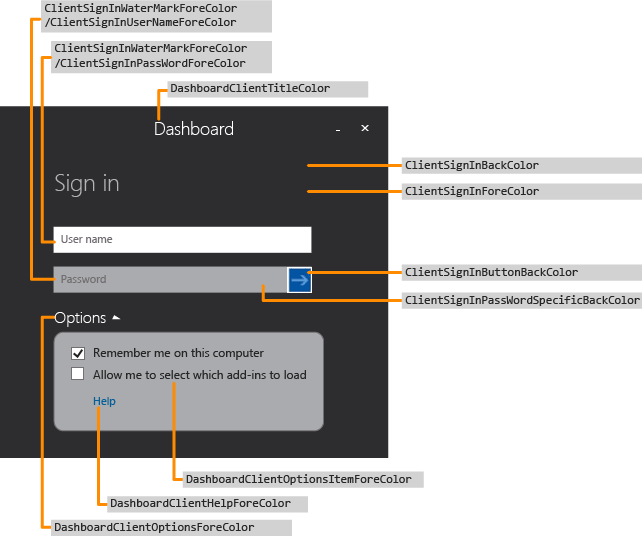 ClientSignInWaterMarkForeColor
/ClientSignInUserNameForeColor
ClientSignInWaterMarkForeColor
/ClientSignInPassWordForeColor
DashboardClientTitleColor
Dashboard
- ×
ClientSignInBackColor
Sign in
ClientSignInForeColor
User name
Password
ClientSignInButtonBackColor
ClientSignInPassWordSpecificBackColor
Options
Remember me on this computer
Allow me to select which add-ins to load
Help
DashboardClientOptionsItemForeColor
DashboardClientHelpForeColor
DashboardClientOptionsForeColor